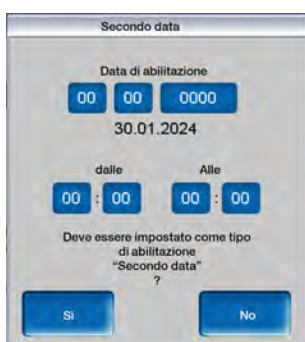 Secondo data
Data di abilitazione
00 00 0000
30.01.2024
dalle Alle
00 : 00 00 : 00
Deve essere impostato come tipo
di abilitazione
“Secondo data”
?
Sì No